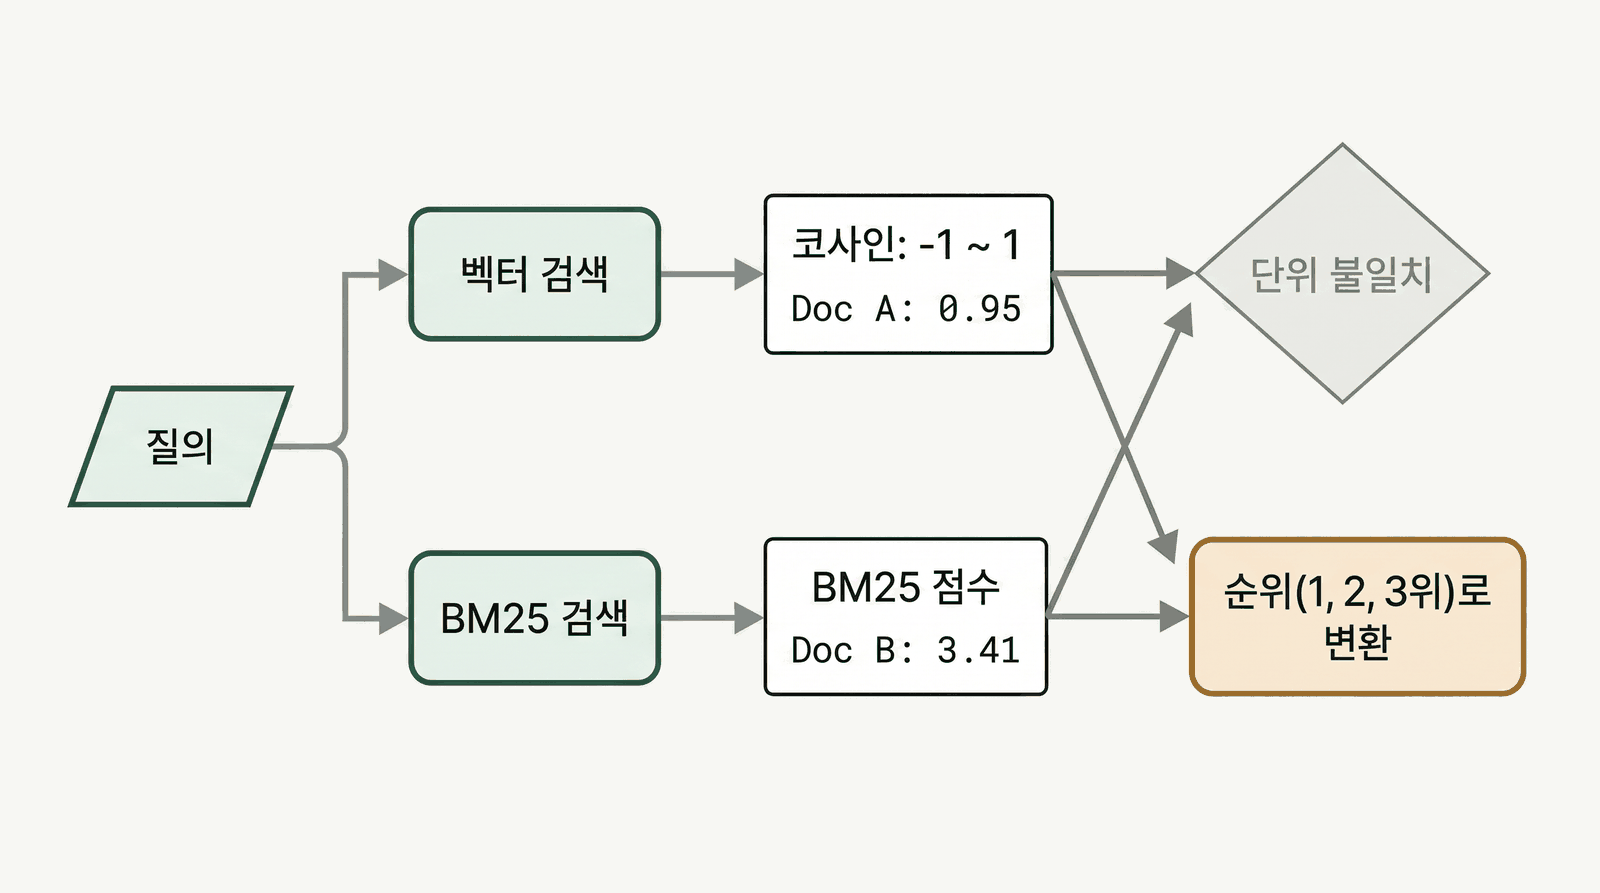 질의
벡터 검색
코사인: -1 ~ 1
Doc A: 0.95
단위 불일치
BM25 검색
BM25 점수
Doc B: 3.41
순위(1, 2, 3위)로
변환